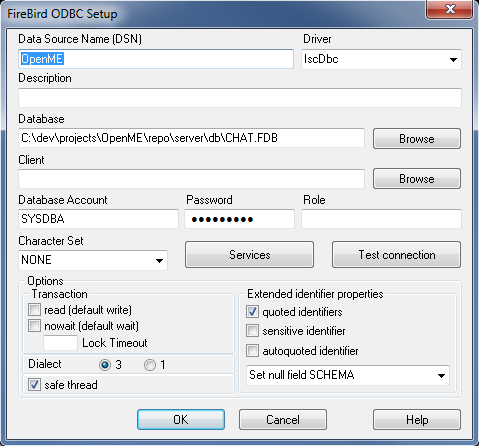 FireBird ODBC Setup
Data Source Name (DSN) Driver
OpenME IscDbc
Description
Database
C:\dev\projects\OpenME\repo\server\db\CHAT.FDB Browse
Client
Browse
Database Account Password Role
SYSDBA ●●●●●●●●●
Character Set
NONE Services Test connection
Options
Transaction Extended identifier properties
read (default write) quoted identifiers
nowait (default wait) sensitive identifier
Lock Timeout autoquoted identifier
Dialect 3 1
Set null field SCHEMA
safe thread
OK Cancel Help